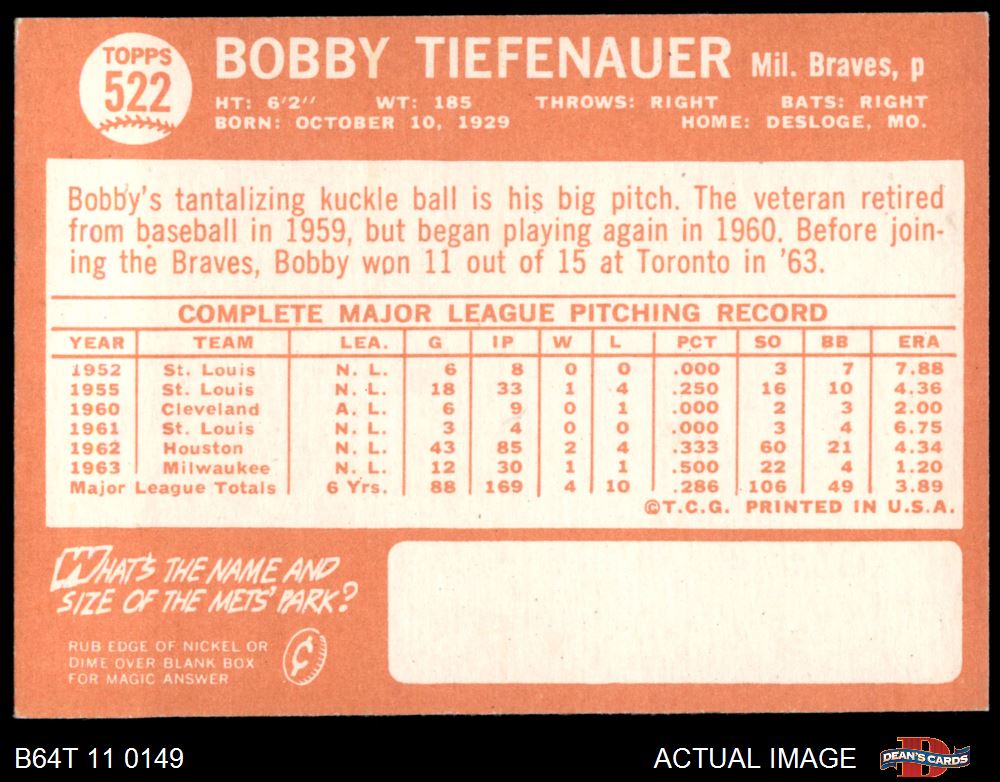 TOPPS
522
BOBBY TIEFENAUER Mil. Braves, p
HT: 6'2" WT: 185 THROWS: RIGHT BATS: RIGHT
BORN: OCTOBER 10, 1929 HOME: DESLOGE, MO.
Bobby's tantalizing kuckle ball is his big pitch. The veteran retired
from baseball in 1959, but began playing again in 1960. Before join-
ing the Braves, Bobby won 11 out of 15 at Toronto in '63.
COMPLETE MAJOR LEAGUE PITCHING RECORD
YEAR TEAM LEA. G IP W L PCT SO BB ERA
1952 St. Louis N. L. 6 8 0 0 .000 3 7 7.88
1955 St. Louis N. L. 18 33 1 4 .250 16 10 4.36
1960 Cleveland A. L. 6 9 0 1 .000 2 3 2.00
1961 St. Louis N. L. 3 4 0 0 .000 3 4 6.75
1962 Houston N. L. 43 85 2 4 .333 60 21 4.34
1963 Milwaukee N. L. 12 30 1 1 .500 22 4 1.20
Major League Totals 6 Yrs. 88 169 4 10 .286 106 49 3.89
©T.C.G. PRINTED IN U.S.A.
WHAT'S THE NAME AND
SIZE OF THE METS' PARK?
RUB EDGE OF NICKEL OR
DIME OVER BLANK BOX
FOR MAGIC ANSWER
¢
B64T 11 0149 ACTUAL IMAGE DEAN'S CARDS